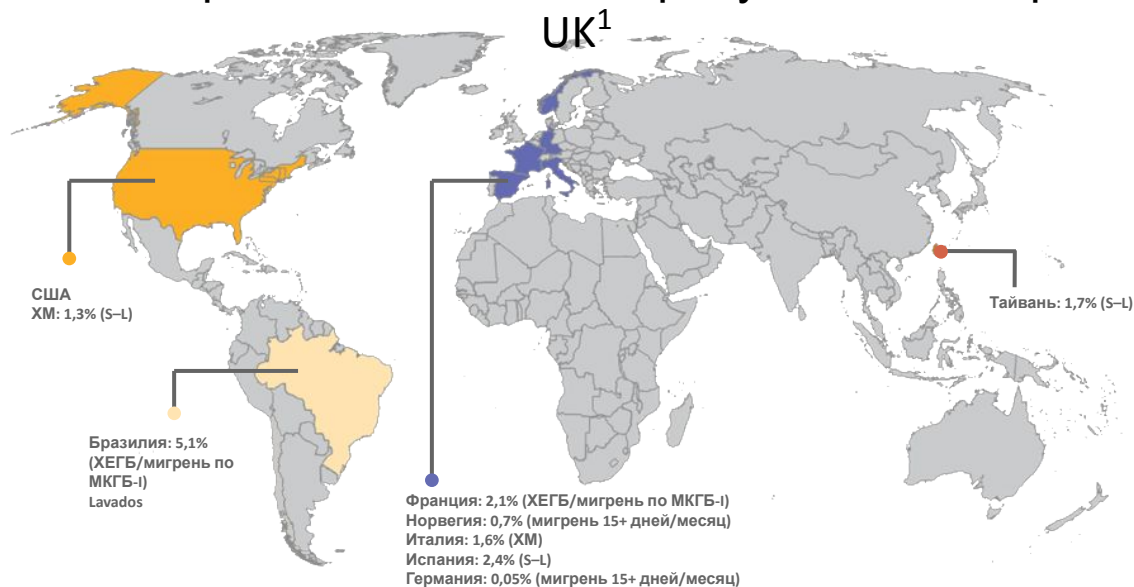 UK1
США
ХМ: 1,3% (S–L)
Тайвань: 1,7% (S–L)
Бразилия: 5,1%
(ХЕГБ/мигрень по
МКГБ-I)
Lavados
Франция: 2,1% (ХЕГБ/мигрень по МКГБ-I)
Норвегия: 0,7% (мигрень 15+ дней/месяц)
Италия: 1,6% (ХМ)
Испания: 2,4% (S–L)
Германия: 0,05% (мигрень 15+ дней/месяц)